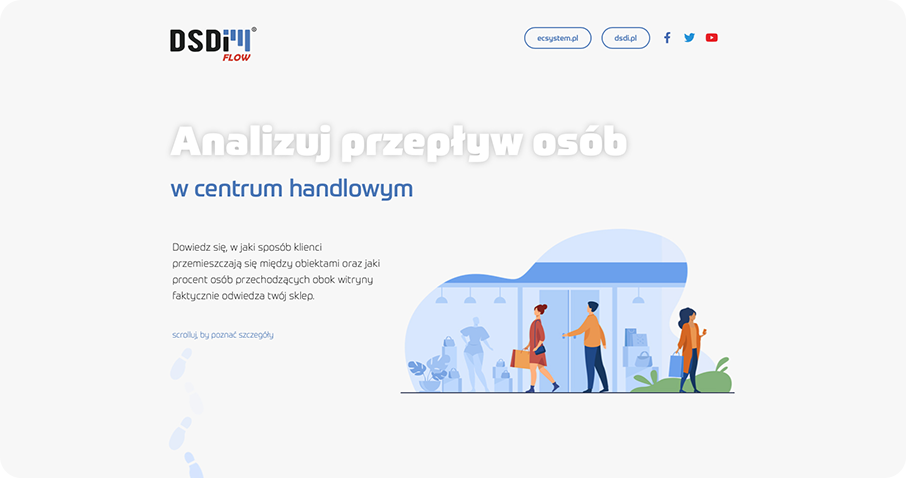 DSDi®
FLOW
ecsystem.pl
dsdi.pl
Analizuj przepływ osób
w centrum handlowym
Dowiedz się, w jaki sposób klienci
przemieszczają się między obiektami oraz jaki
procent osób przechodzących obok witryny
faktycznie odwiedza twój sklep.
scrolluj, by poznać szczegóły